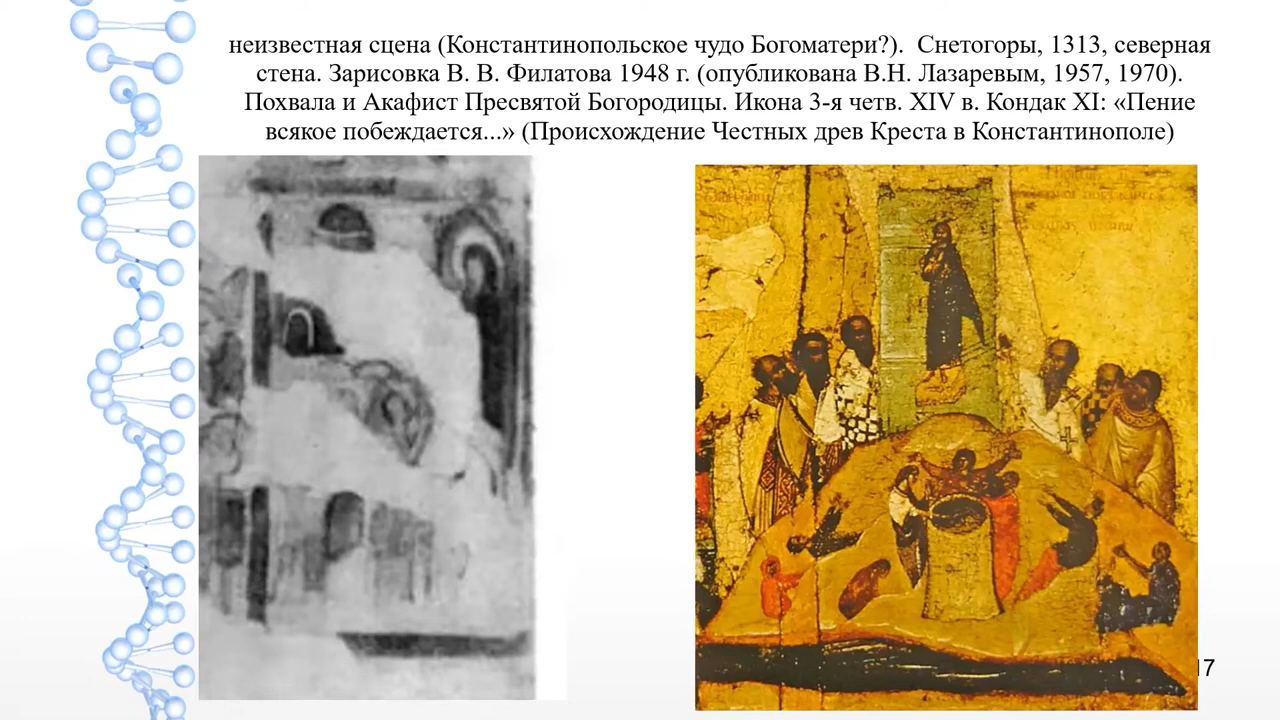 неизвестная сцена (Константинопольское чудо Богоматери?). Снетогоры, 1313, северная
стена. Зарисовка В. В. Филатова 1948 г. (опубликована В.Н. Лазаревым, 1957, 1970).
Похвала и Акафист Пресвятой Богородицы. Икона 3-я четв. XIV в. Кондак XI: «Пение
всякое побеждается...» (Происхождение Честных древ Креста в Константинополе)
17